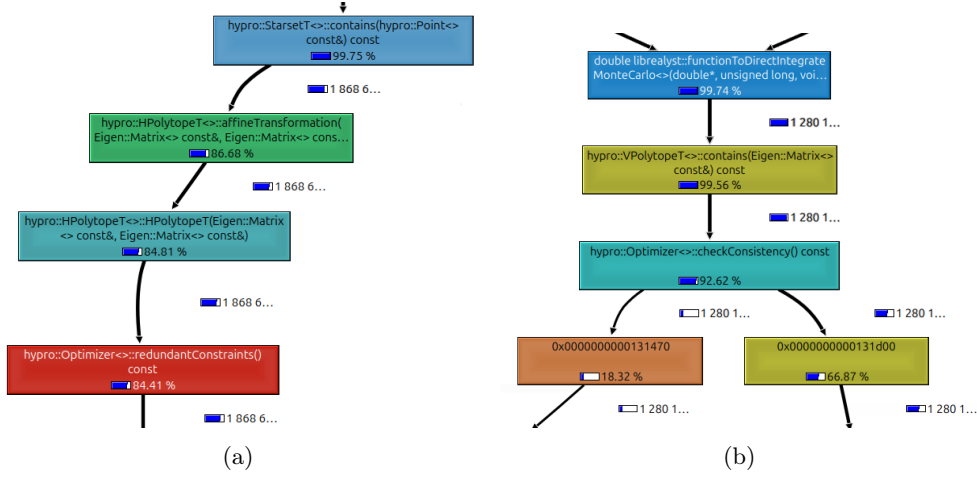 hypro::StarsetT<>::contains(hypro::Point<>
const&) const
99.75 %
1 868 6...
hypro::HPolytopeT<>::affineTransformation(
Eigen::Matrix<> const&, Eigen::Matrix<> cons...
86.68 %
1 868 6...
hypro::HPolytopeT<>::HPolytopeT(Eigen::Matrix
<> const&, Eigen::Matrix<> const&)
84.81 %
1 868 6...
hypro::Optimizer<>::redundantConstraints()
const
84.41 %
1 868 6...
(a)
double librealyst::functionToDirectIntegrate
MonteCarlo<>(double*, unsigned long, voi...
99.74 %
1 280 1...
hypro::VPolytopeT<>::contains(Eigen::Matrix<>
const&) const
99.56 %
1 280 1...
hypro::Optimizer<>::checkConsistency() const
92.62 %
1 280 1...
1 280 1...
0x0000000000131470
18.32 %
0x0000000000131d00
66.87 %
1 280 1...
1 280 1...
(b)